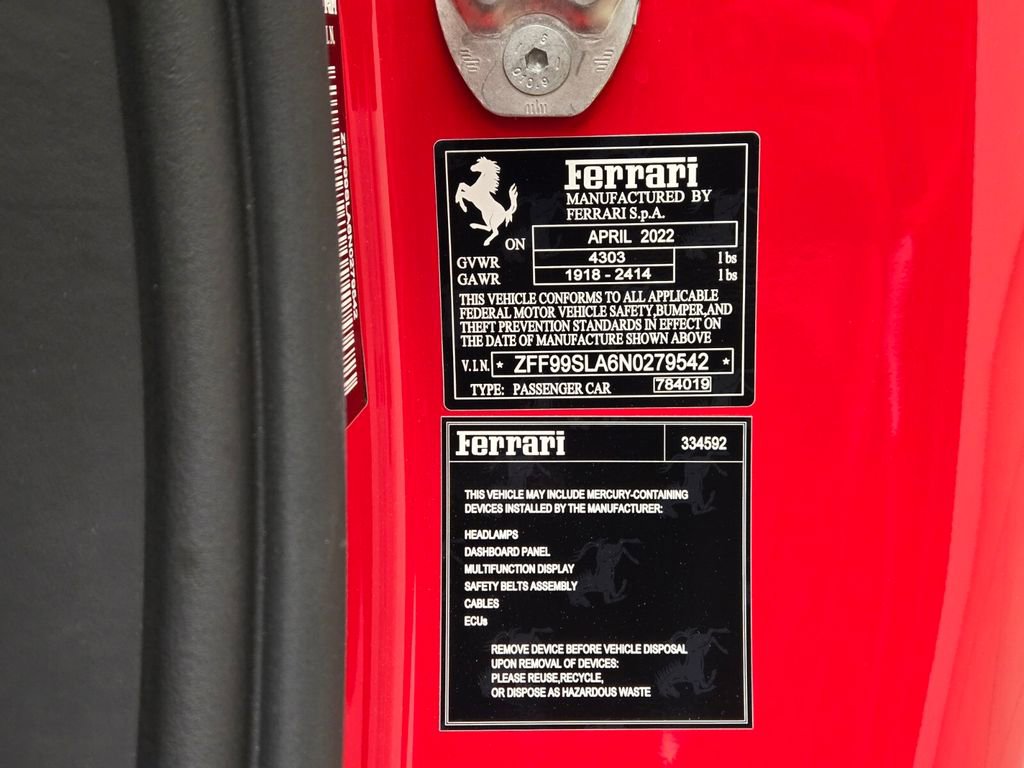 Ferrari
MANUFACTURED BY
FERRARI S.p.A.
ON APRIL 2022
GVWR 4303 lbs
GAWR 1918 - 2414 lbs
THIS VEHICLE CONFORMS TO ALL APPLICABLE
FEDERAL MOTOR VEHICLE SAFETY,BUMPER,AND
THEFT PREVENTION STANDARDS IN EFFECT ON
THE DATE OF MANUFACTURE SHOWN ABOVE
V.I.N. * ZFF99SLA6N0279542 *
TYPE: PASSENGER CAR 784019
Ferrari 334592
THIS VEHICLE MAY INCLUDE MERCURY-CONTAINING
DEVICES INSTALLED BY THE MANUFACTURER:
HEADLAMPS
DASHBOARD PANEL
MULTIFUNCTION DISPLAY
SAFETY BELTS ASSEMBLY
CABLES
ECUs
REMOVE DEVICE BEFORE VEHICLE DISPOSAL
UPON REMOVAL OF DEVICES:
PLEASE REUSE,RECYCLE,
OR DISPOSE AS HAZARDOUS WASTE
ZFF99SLA6N0279542